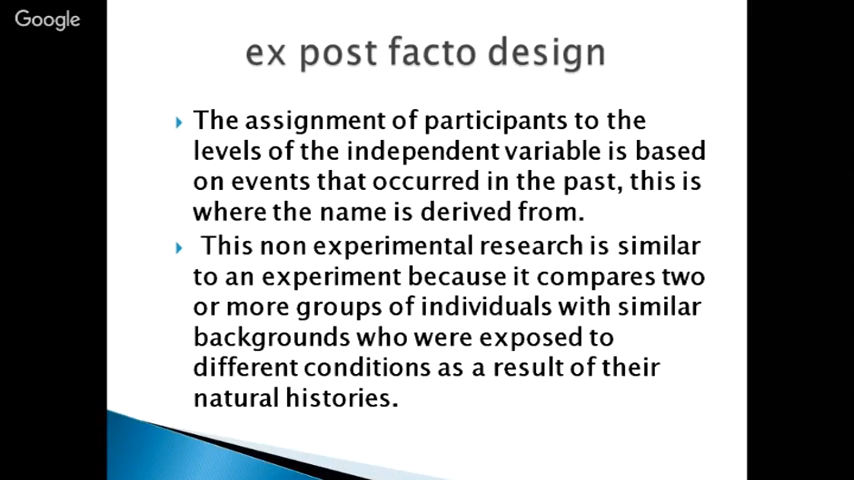 Google
ex post facto design
The assignment of participants to the
levels of the independent variable is based
on events that occurred in the past, this is
where the name is derived from.
This non experimental research is similar
to an experiment because it compares two
or more groups of individuals with similar
backgrounds who were exposed to
different conditions as a result of their
natural histories.